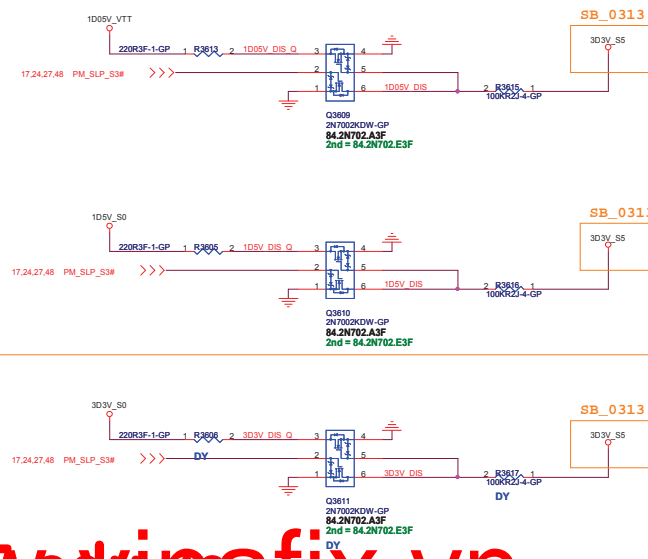 SB_0313
1D05V_VTT
3D3V_S5
220R3F-1-GP 1 R3613 2 1D05V_DIS_Q 3 4
17,24,27,48 PM_SLP_S3# 2 5
1 6 1D05V_DIS 2 R3615 1
100KR2J-4-GP
Q3609
2N7002KDW-GP
84.2N702.A3F
2nd = 84.2N702.E3F
1D5V_S0
3D3V_S5
220R3F-1-GP 1 R3605 2 1D5V_DIS_Q 3 4
17,24,27,48 PM_SLP_S3# 2 5
1 6 1D5V_DIS 2 R3616 1
100KR2J-4-GP
Q3610
2N7002KDW-GP
84.2N702.A3F
2nd = 84.2N702.E3F
SB_0313
3D3V_S0
3D3V_S5
220R3F-1-GP 1 R3606 2 3D3V_DIS_Q 3 4
17,24,27,48 PM_SLP_S3# DY 2 5
1 6 3D3V_DIS 2 R3617 1
100KR2J-4-GP
DY
Q3611
2N7002KDW-GP
84.2N702.A3F
2nd = 84.2N702.E3F
DY